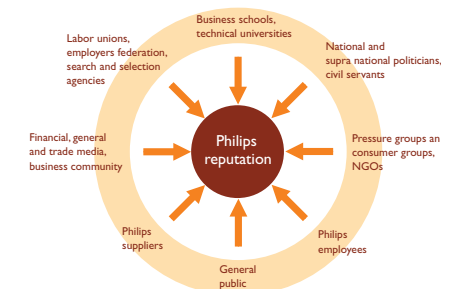 Business schools,
technical universities
Labor unions,
employers federation,
search and selection
agencies
National and
supra national politicians,
civil servants
Financial, general
and trade media,
business community
Philips
reputation
Pressure groups an
consumer groups,
NGOs
Philips
suppliers
Philips
employees
General
public